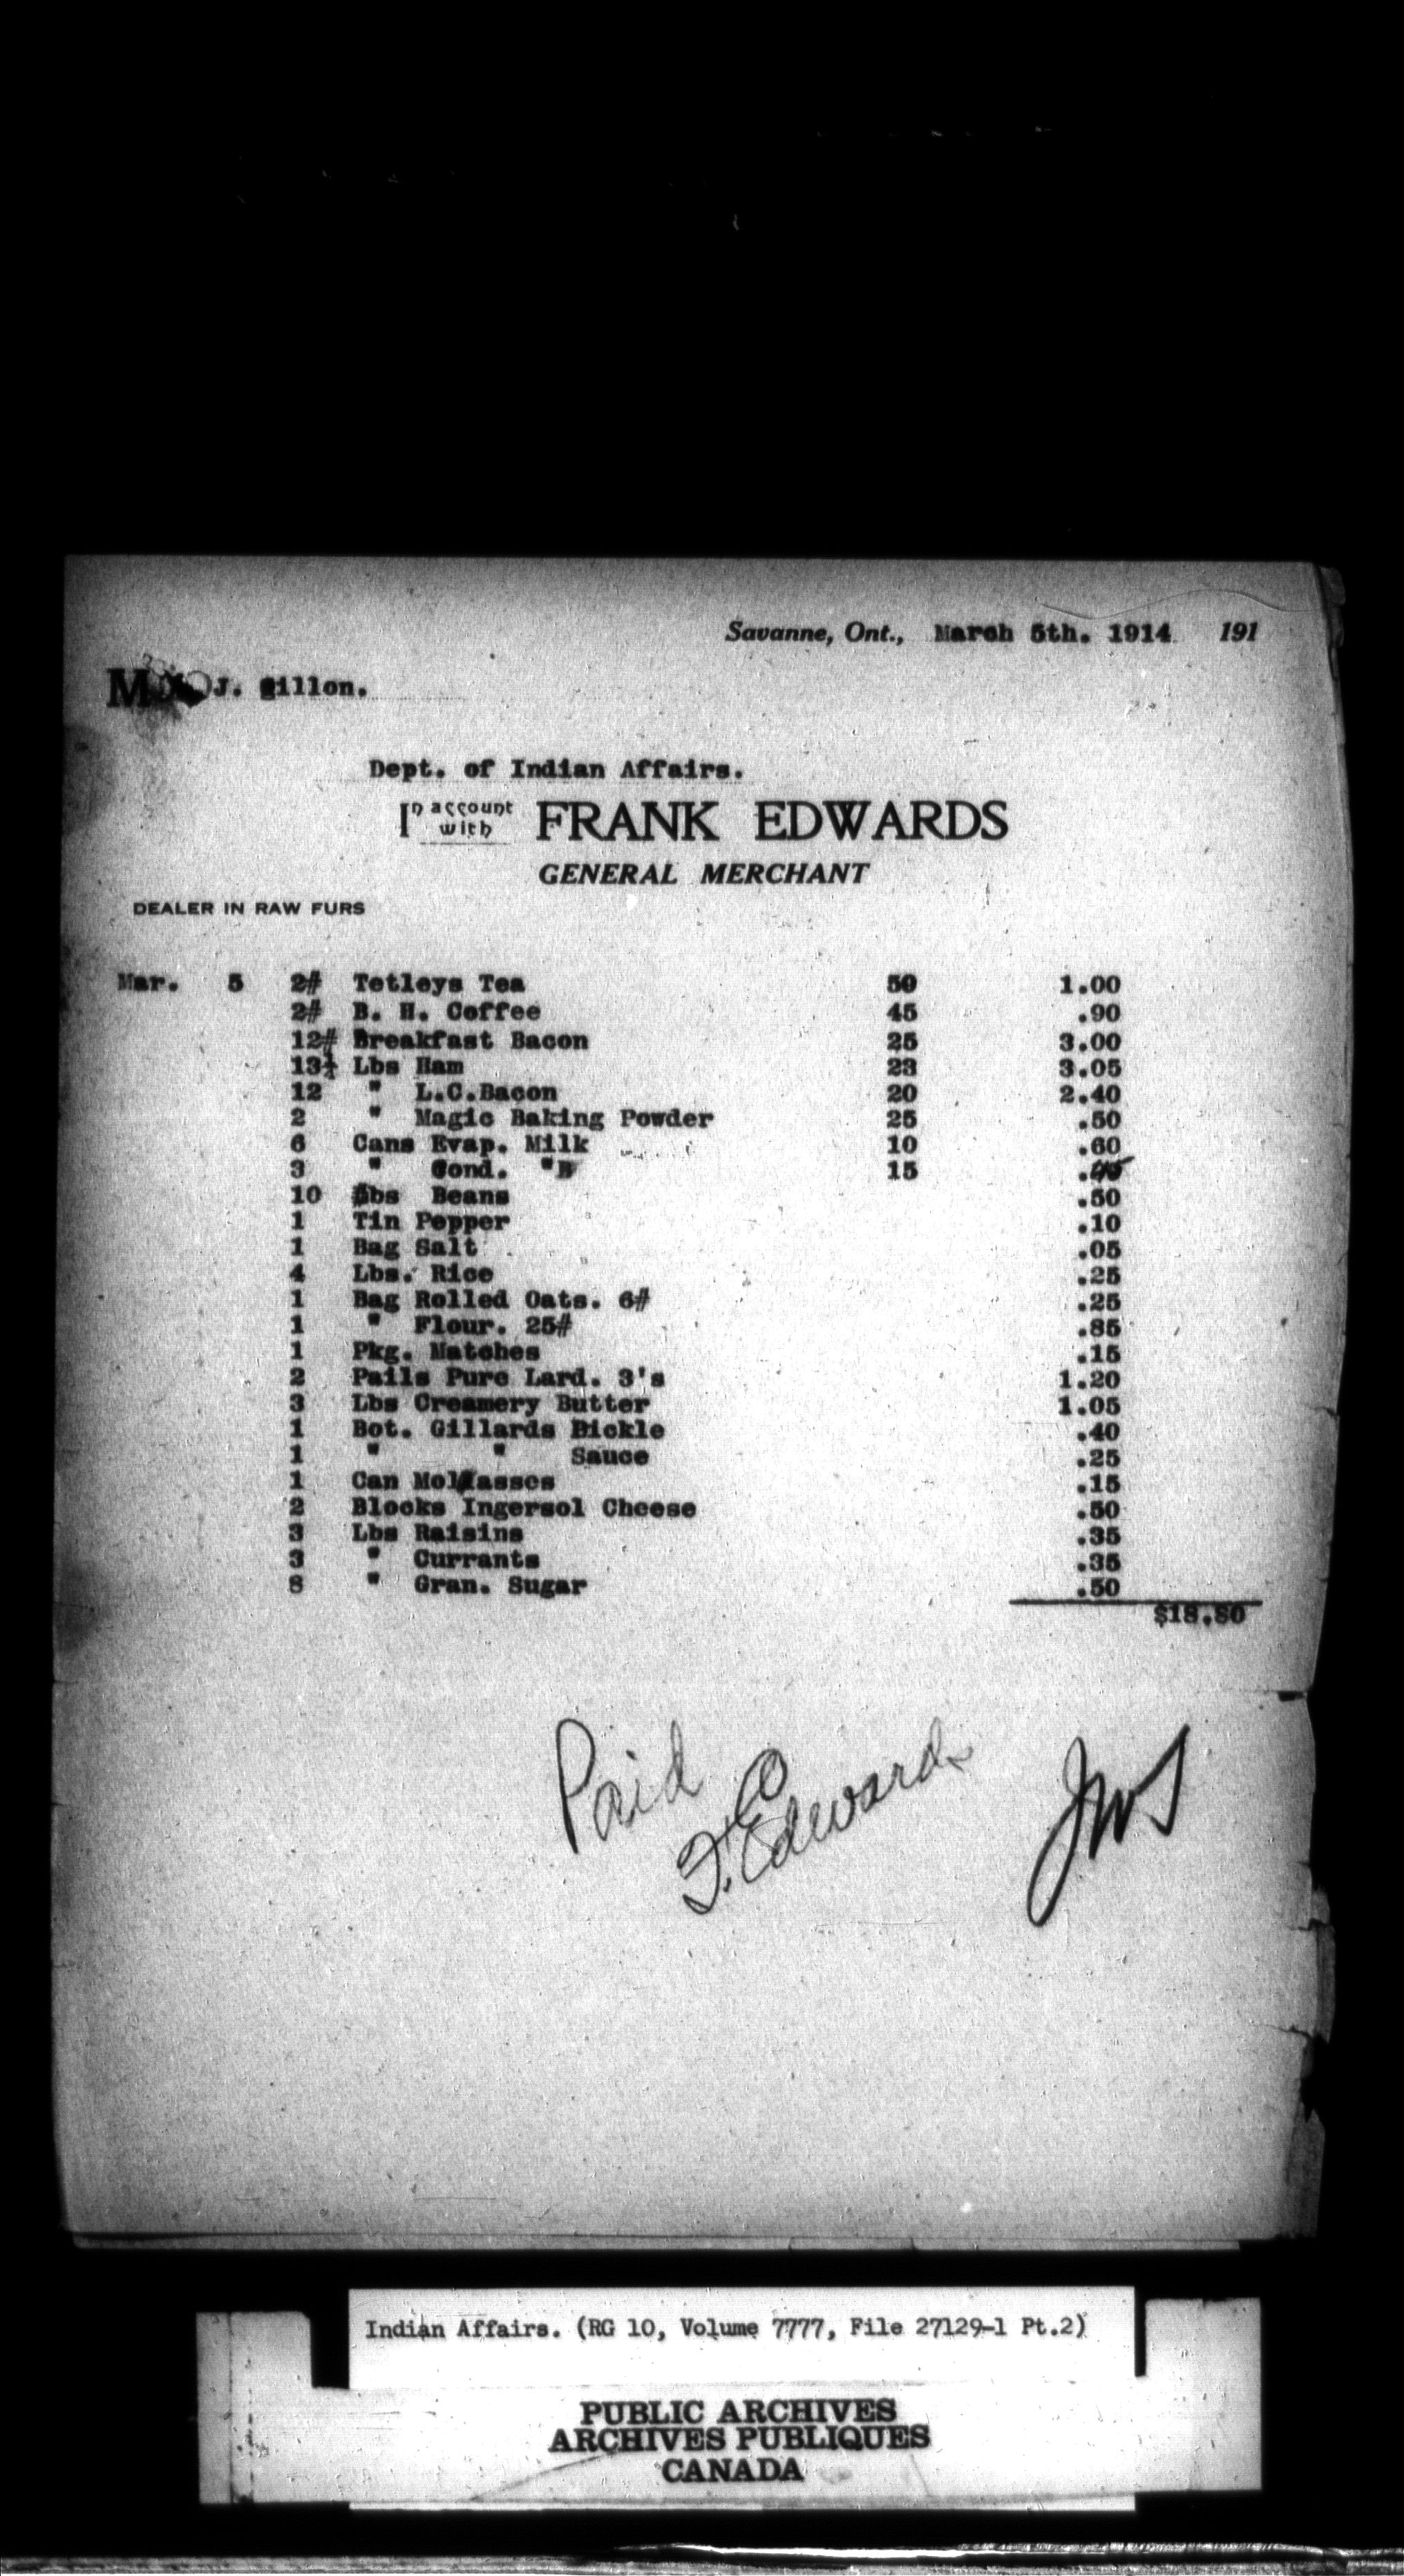 Savanne, Ont., March 5th. 1914 191
M J. Gillon.
Dept. of Indian Affairs.
In account with FRANK EDWARDS
GENERAL MERCHANT
DEALER IN RAW FURS
Mar. 5 2# Tetleys Tea 50 1.00
2# B. H. Coffee 45 .90
12# Breakfast Bacon 25 3.00
13¼ Lbs Ham 23 3.05
12 " L.C.Bacon 20 2.40
2 " Magic Baking Powder 25 .50
6 Cans Evap. Milk 10 .60
3 " Cond. " 15 .45
10 Lbs Beans .50
1 Tin Pepper .10
1 Bag Salt .05
4 Lbs. Rice .25
1 Bag Rolled Oats. 6# .25
1 " Flour. 25# .85
1 Pkg. Matches .15
2 Pails Pure Lard. 3's 1.20
3 Lbs Creamery Butter 1.05
1 Bot. Gillards Pickle .40
1 " " Sauce .25
1 Can Molasses .15
2 Blocks Ingersol Cheese .50
3 Lbs Raisins .35
3 " Currants .35
8 " Gran. Sugar .50
$18.80
Paid
F. Edwards
JWS
Indian Affairs. (RG 10, Volume 7777, File 27129-1 Pt.2)
PUBLIC ARCHIVES
ARCHIVES PUBLIQUES
CANADA